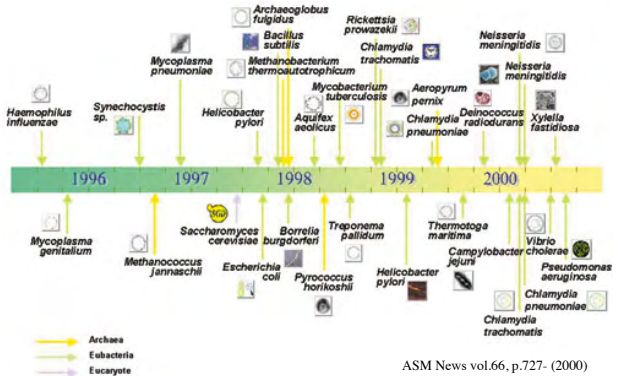 Archaeoglobus
fulgidus
Bacillus
subtilis
Methanobacterium
thermoautotrophicum
Mycoplasma
pneumoniae
Rickettsia
prowazekii
Chlamydia
trachomatis
Neisseria
meningitidis
Neisseria
meningitidis
Haemophilus
influenzae
Synechocystis
sp.
Helicobacter
pylori
Aquifex
aeolicus
Mycobacterium
tuberculosis
Aeropyrum
pernix
Chlamydia
pneumoniae
Deinococcus
radiodurans
Xylella
fastidiosa
1996 1997 1998 1999 2000
Mycoplasma
genitalium
Methanococcus
jannaschii
Saccharomyces
cerevisiae
Escherichia
coli
Borrelia
burgdorferi
Pyrococcus
horikoshii
Treponema
pallidum
Helicobacter
pylori
Thermotoga
maritima
Campylobacter
jejuni
Vibrio
cholerae
Pseudomonas
aeruginosa
Chlamydia
pneumoniae
Chlamydia
trachomatis
Archaea
Eubacteria
Eucaryote
ASM News vol.66, p.727- (2000)